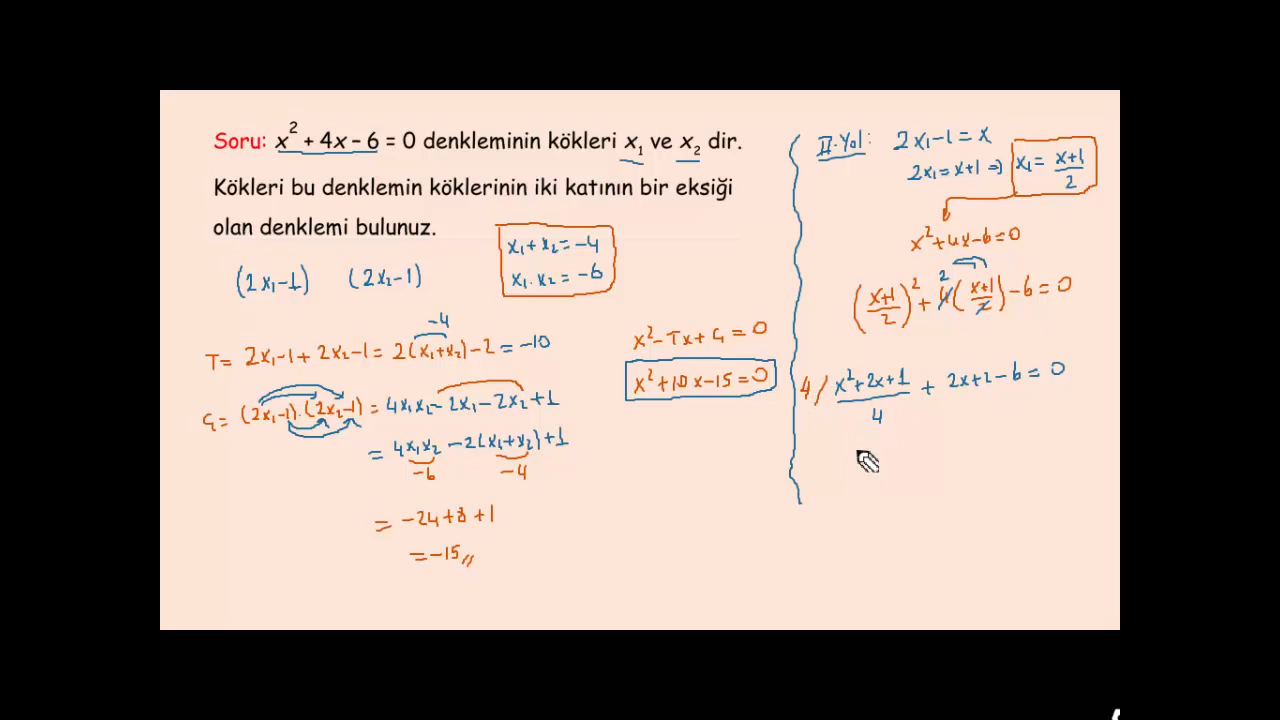 Soru: x² + 4x – 6 = 0 denkleminin kökleri x₁ ve x₂ dir.
Kökleri bu denklemin köklerinin iki katının bir eksiği
olan denklemi bulunuz.
x₁ + x₂ = -4
x₁ . x₂ = -6
(2x₁ - 1) (2x₂ - 1)
-4
T = 2x₁ - 1 + 2x₂ - 1 = 2(x₁ + x₂) - 2 = -10
Ç = (2x₁ - 1) . (2x₂ - 1) = 4x₁x₂ - 2x₁ - 2x₂ + 1
= 4x₁x₂ - 2(x₁ + x₂) + 1
-6 -4
= -24 + 8 + 1
= -15 //
x² - Tx + Ç = 0
x² + 10x - 15 = 0
II. Yol: 2x₁ - 1 = x
2x₁ = x + 1 ⇒ x₁ = (x+1)/2
x² + 4x - 6 = 0
((x+1)/2)² + 4 2 ((x+1)/2) - 6 = 0
4 / (x² + 2x + 1)/4 + 2x + 2 - 6 = 0